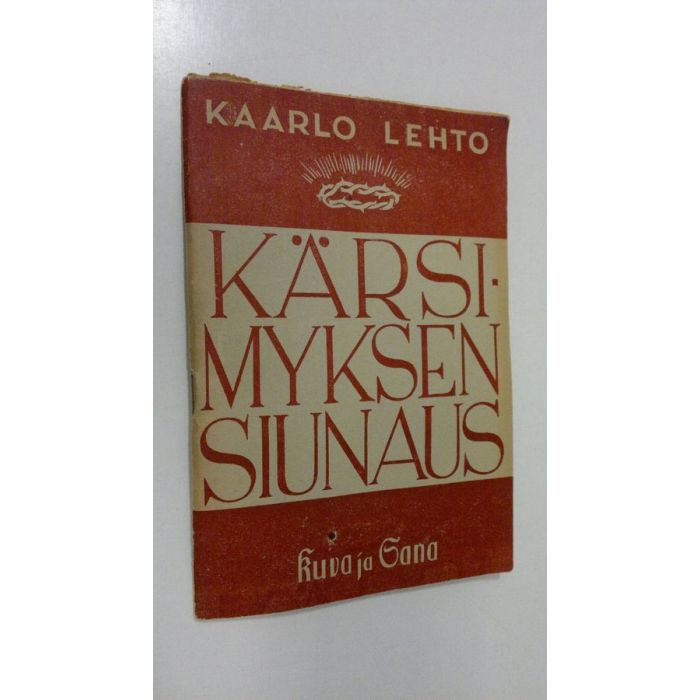 KAARLO LEHTO
KÄRSI-
MYKSEN
SIUNAUS
Kuva ja Sana